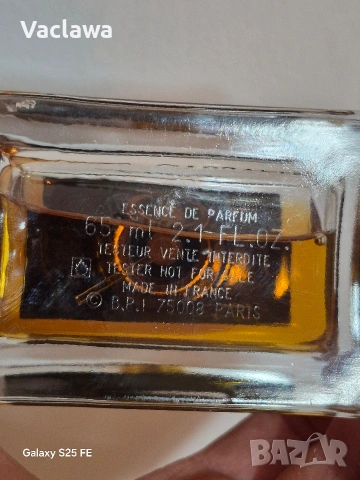 Vaclawa
ESSENCE DE PARFUM
65 ml 2.1 FL.OZ.
TESTEUR VENTE INTERDITE
TESTER NOT FOR SALE
MADE IN FRANCE
© B.P.I 75008 PARIS
Galaxy S25 FE
BAZAR